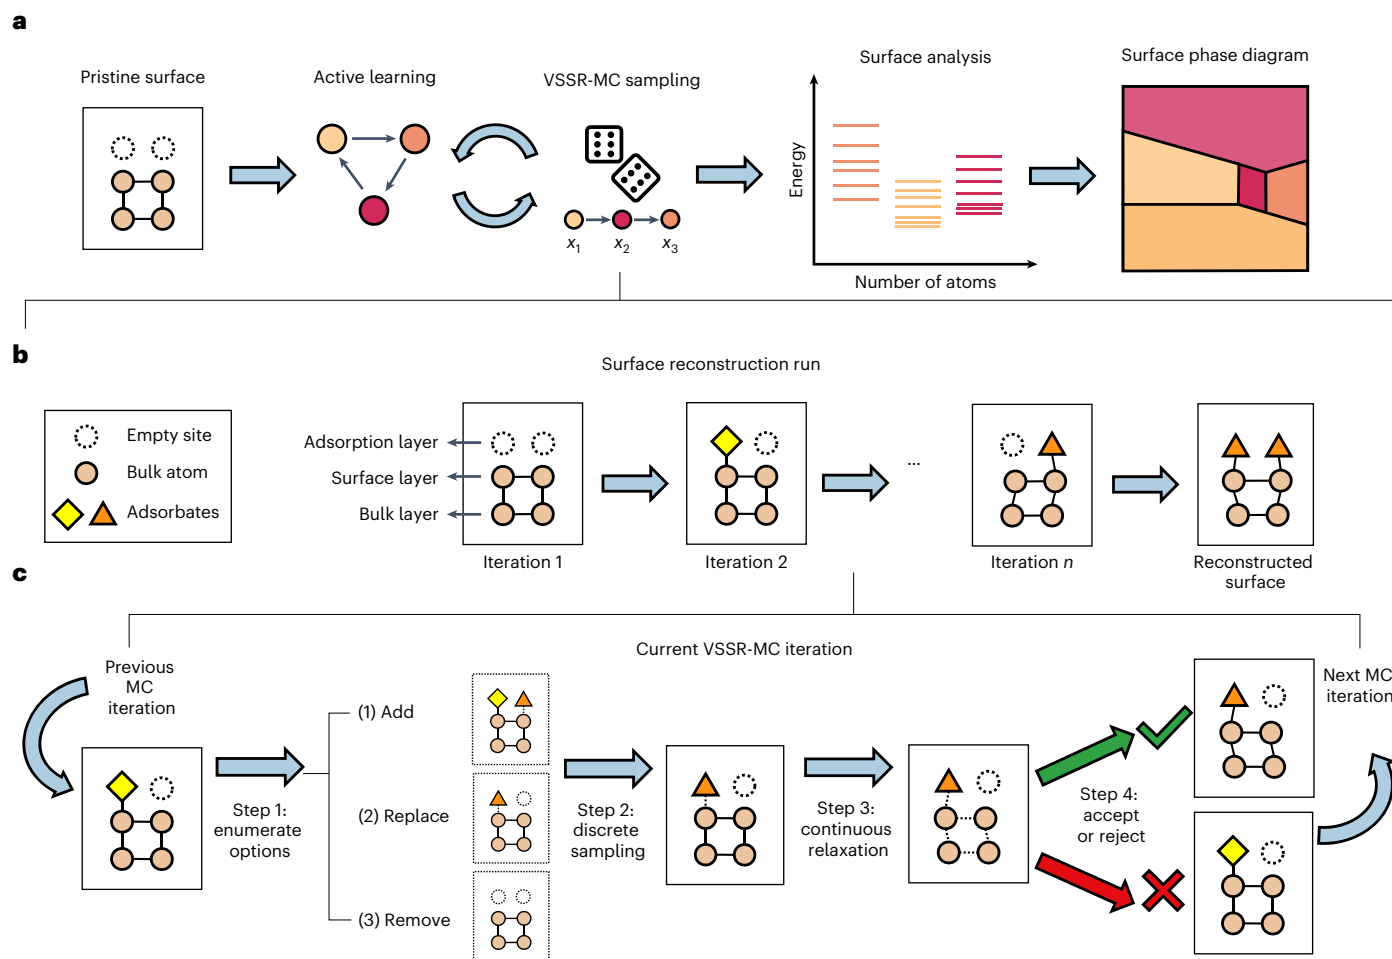 a
Pristine surface
Active learning
VSSR-MC sampling
x1
x2
x3
Surface analysis
Energy
Number of atoms
Surface phase diagram
b
Surface reconstruction run
Empty site
Bulk atom
Adsorbates
Adsorption layer
Surface layer
Bulk layer
Iteration 1
Iteration 2
...
Iteration n
Reconstructed
surface
c
Current VSSR-MC iteration
Previous
MC
iteration
Step 1:
enumerate
options
(1) Add
(2) Replace
(3) Remove
Step 2:
discrete
sampling
Step 3:
continuous
relaxation
Step 4:
accept
or reject
Next MC
iteration